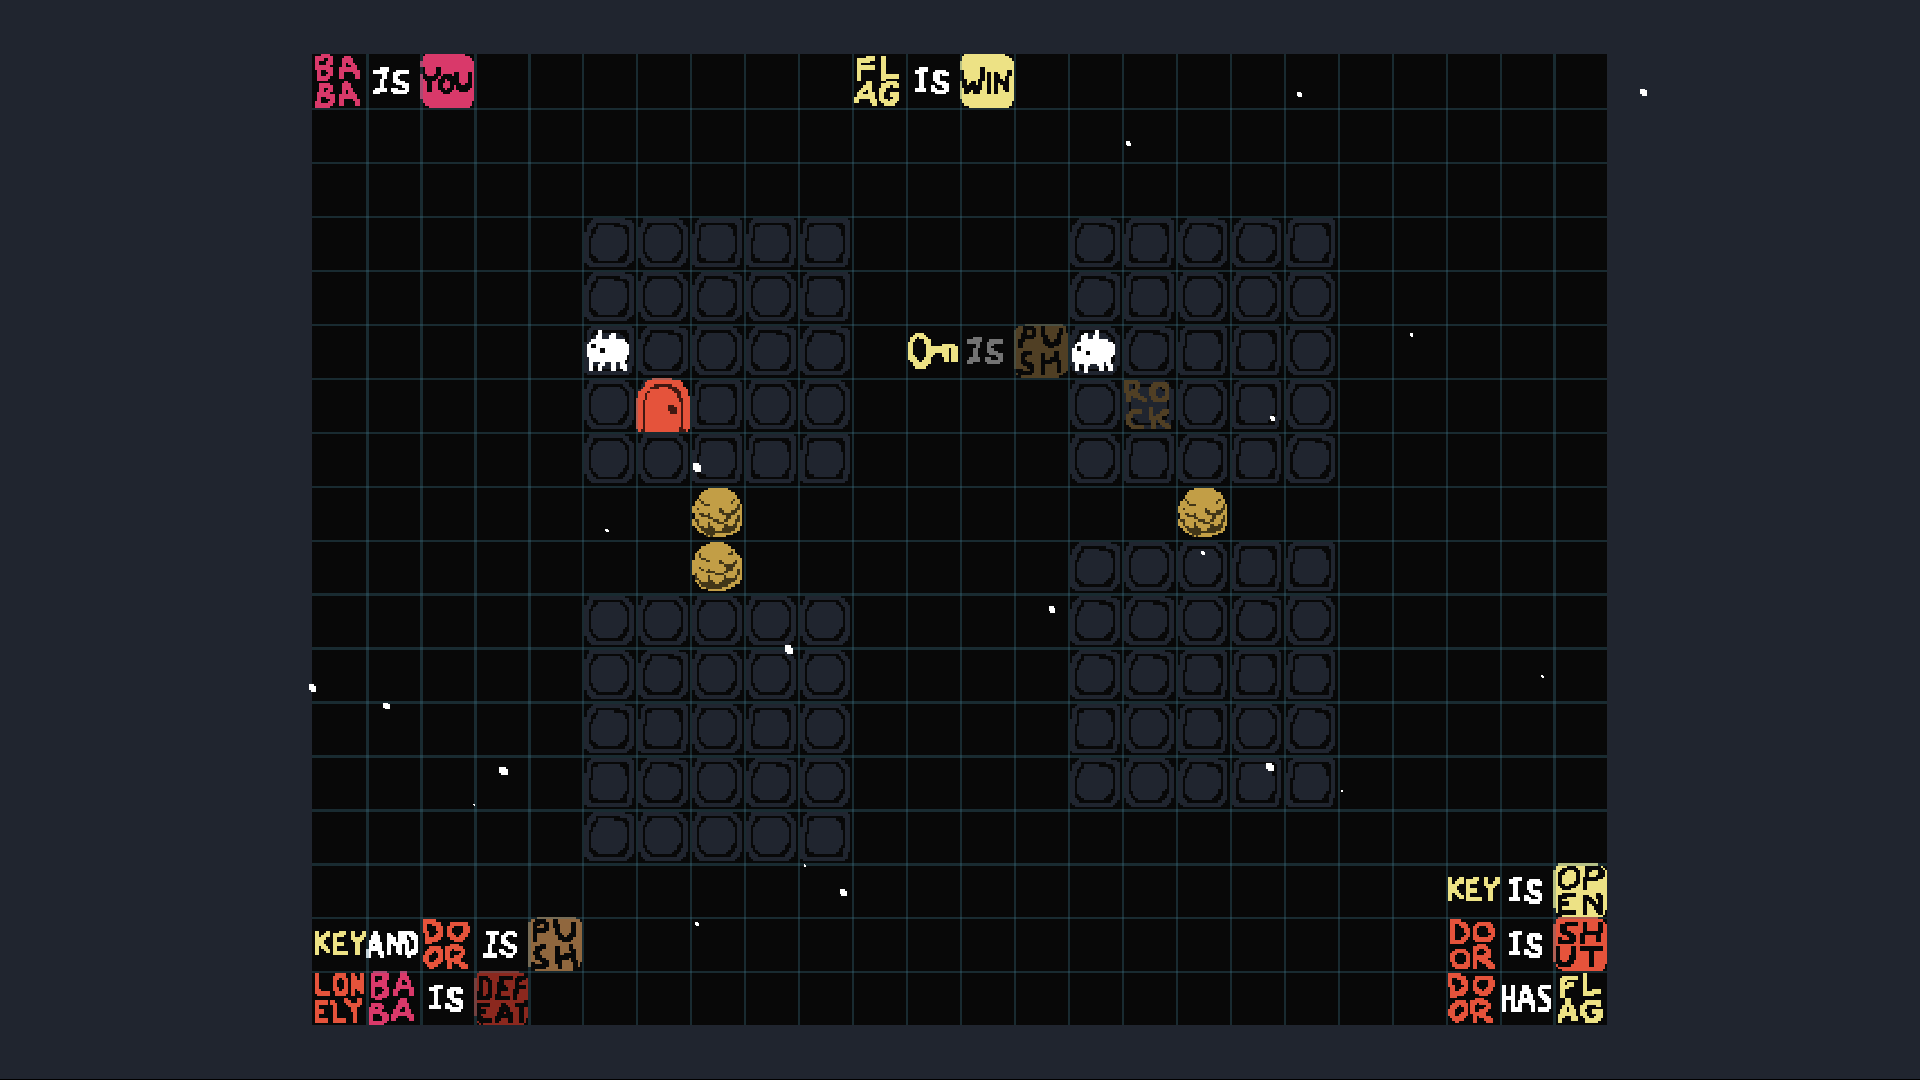 BABA IS YOU FLAG IS WIN
IS PUSH
ROCK
KEY IS OPEN
KEY AND DOOR IS PUSH DOOR IS SHUT
LONELY BABA IS DEFEAT DOOR HAS FLAG